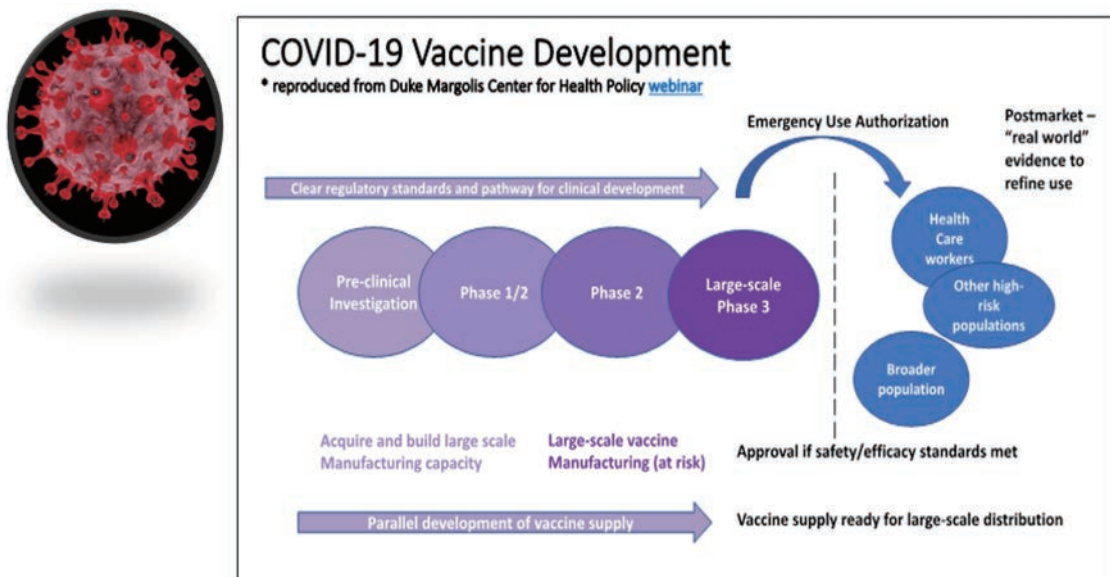 COVID-19 Vaccine Development
* reproduced from Duke Margolis Center for Health Policy webinar
Emergency Use Authorization
Postmarket –
“real world”
evidence to
refine use
Clear regulatory standards and pathway for clinical development
Pre-clinical
Investigation
Phase 1/2
Phase 2
Large-scale
Phase 3
Health
Care
workers
Other high-
risk
populations
Broader
population
Acquire and build large scale
Manufacturing capacity
Large-scale vaccine
Manufacturing (at risk)
Approval if safety/efficacy standards met
Parallel development of vaccine supply
Vaccine supply ready for large-scale distribution